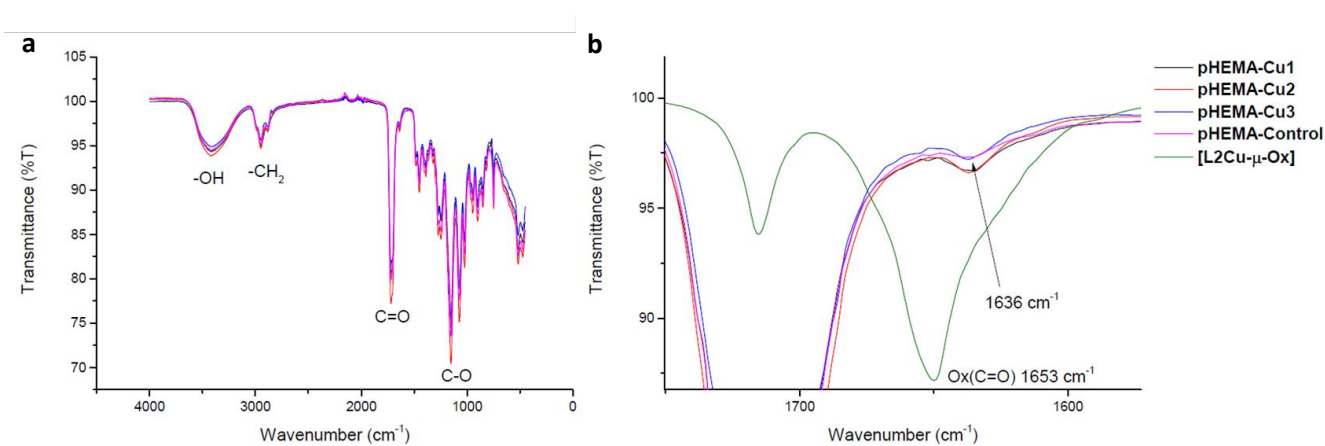 a
Transmittance (%T)
105
100
95
90
85
80
75
70
-OH
-CH₂
C=O
C-O
4000
3000
2000
1000
0
Wavenumber (cm⁻¹)
b
Transmittance (%T)
100
95
90
1636 cm⁻¹
Ox(C=O) 1653 cm⁻¹
1700
1600
Wavenumber (cm⁻¹)
pHEMA-Cu1
pHEMA-Cu2
pHEMA-Cu3
pHEMA-Control
[L2Cu-μ-Ox]